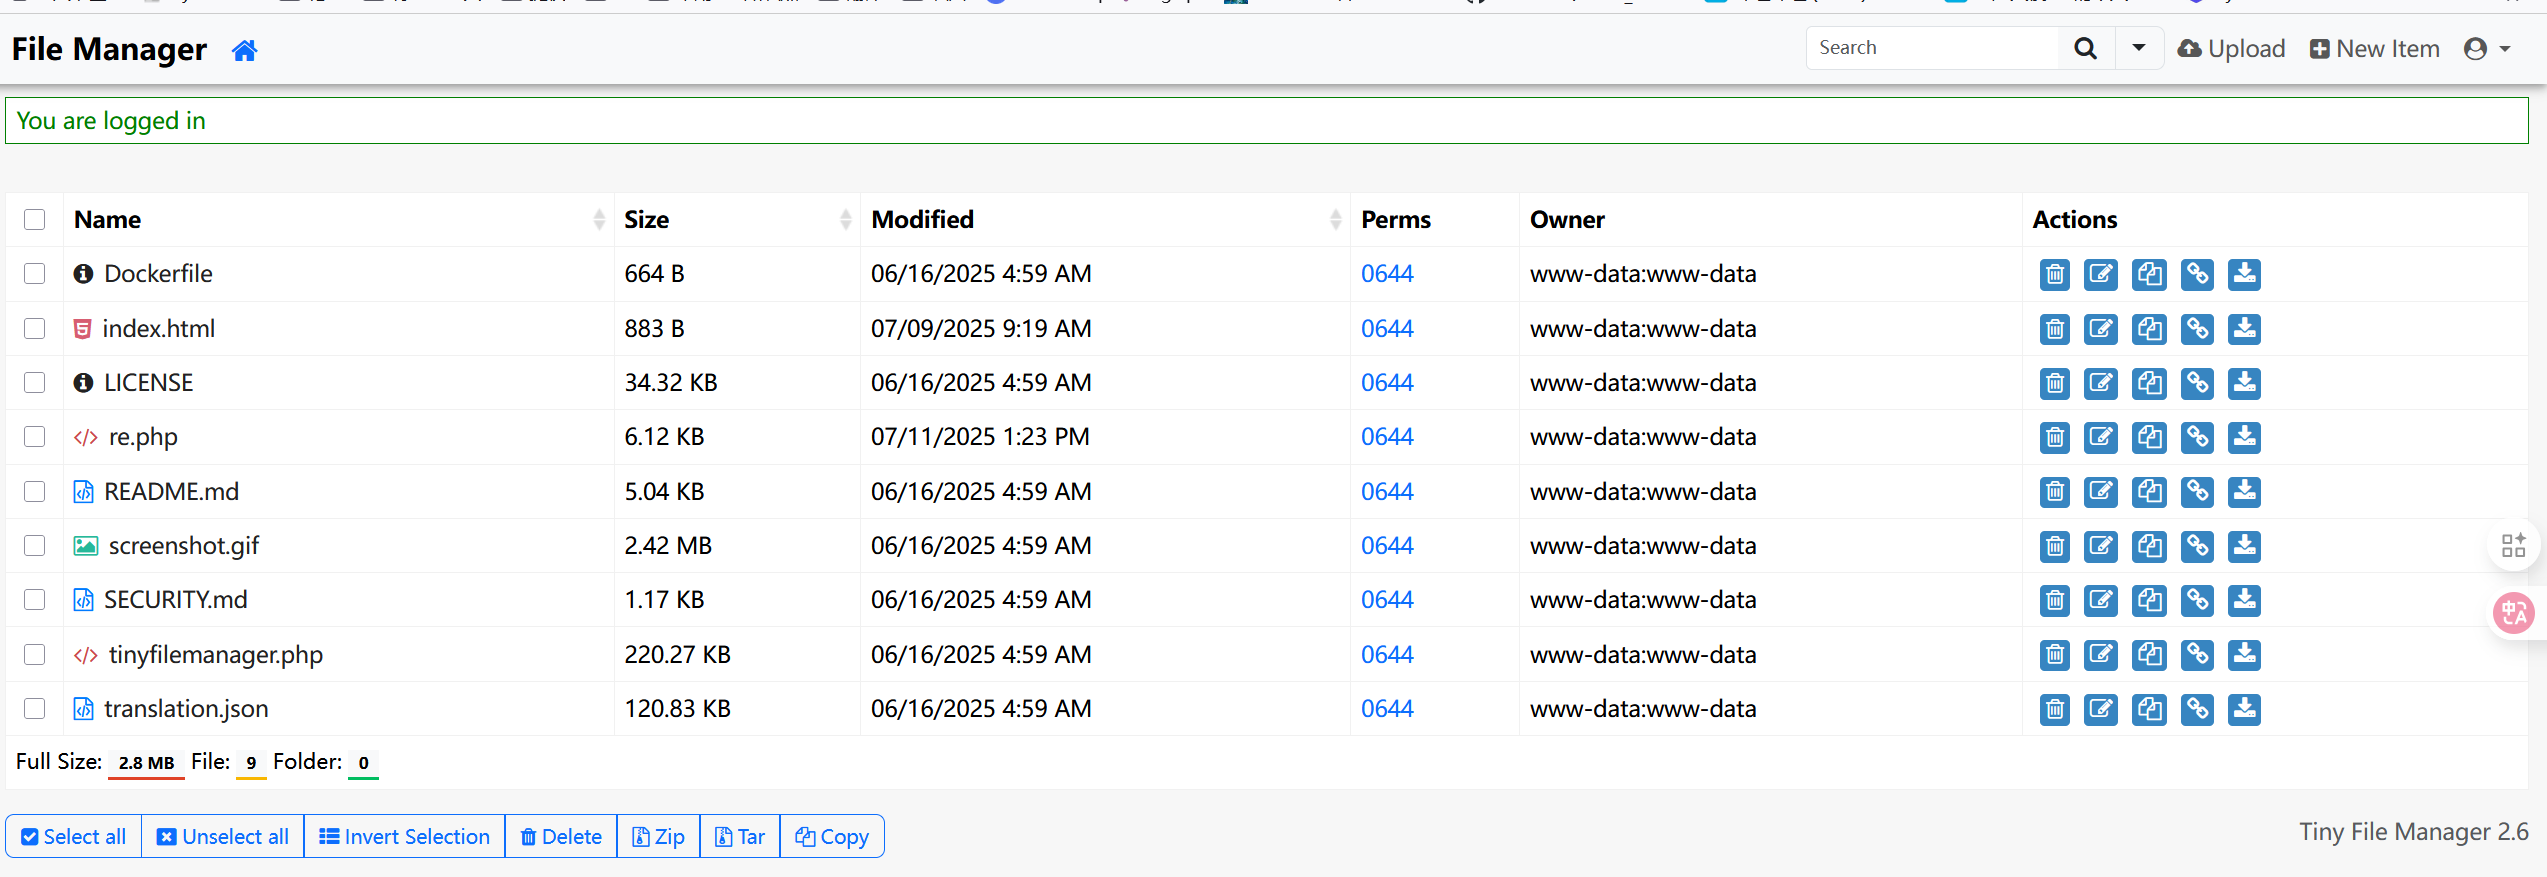 File Manager Search Upload New Item
You are logged in
Name Size Modified Perms Owner Actions
Dockerfile 664 B 06/16/2025 4:59 AM 0644 www-data:www-data
index.html 883 B 07/09/2025 9:19 AM 0644 www-data:www-data
LICENSE 34.32 KB 06/16/2025 4:59 AM 0644 www-data:www-data
re.php 6.12 KB 07/11/2025 1:23 PM 0644 www-data:www-data
README.md 5.04 KB 06/16/2025 4:59 AM 0644 www-data:www-data
screenshot.gif 2.42 MB 06/16/2025 4:59 AM 0644 www-data:www-data
SECURITY.md 1.17 KB 06/16/2025 4:59 AM 0644 www-data:www-data
tinyfilemanager.php 220.27 KB 06/16/2025 4:59 AM 0644 www-data:www-data
translation.json 120.83 KB 06/16/2025 4:59 AM 0644 www-data:www-data
Full Size: 2.8 MB File: 9 Folder: 0
Select all Unselect all Invert Selection Delete Zip Tar Copy
Tiny File Manager 2.6